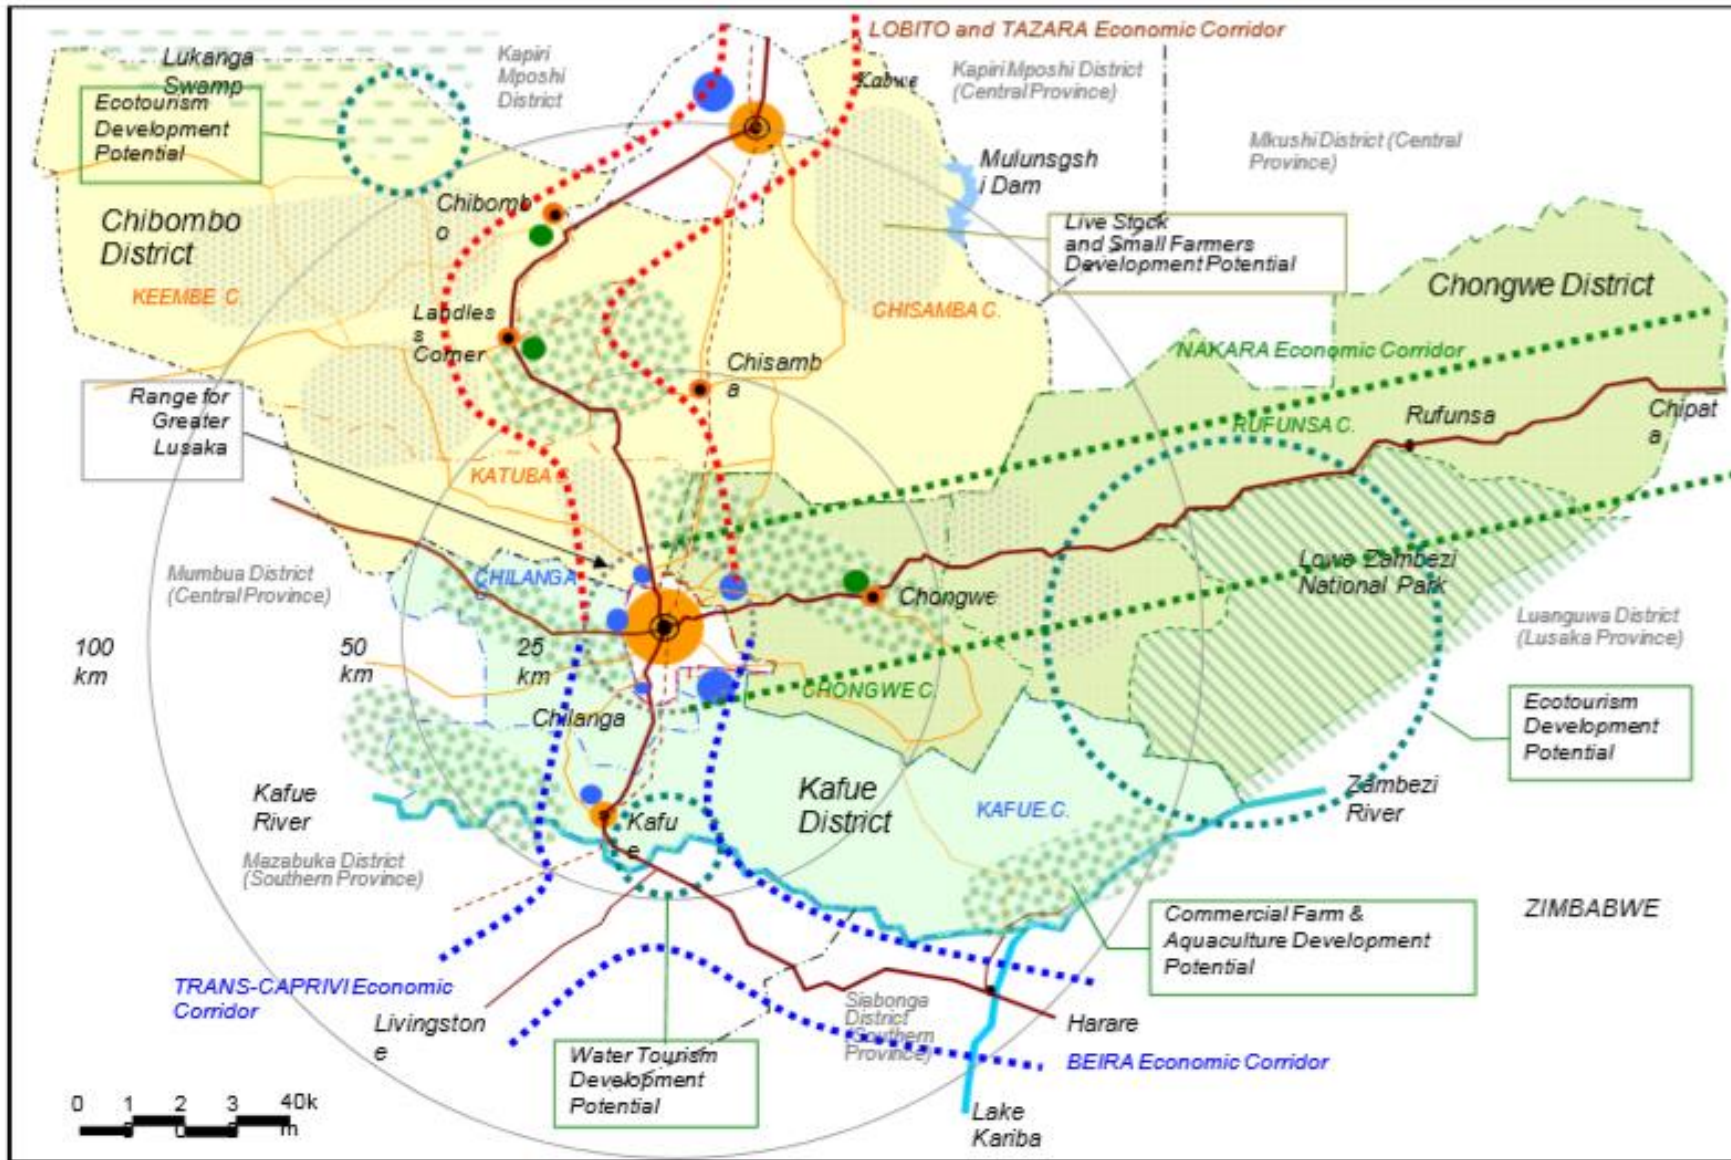 LOBITO and TAZARA Economic Corridor
Lukanga
Swamp
Kapiri
Mposhi
District
Kabwe
Kapiri Mposhi District
(Central Province)
Ecotourism
Development
Potential
Mkushi District (Central
Province)
Mulunsgsh
i Dam
Chibomb
o
Chibombo
District
Live Stock
and Small Farmers
Development Potential
KEEMBE C.
CHISAMBA C.
Chongwe District
Landles
s
Corner
NAKARA Economic Corridor
Chisamb
a
Range for
Greater
Lusaka
Rufunsa
Chipat
a
RUFUNSA C.
KATUBA
Mumbua District
(Central Province)
CHILANGA
Chongwe
Lowe Zambezi
National Park
Luanguwa District
(Lusaka Province)
100
km
50
km
25
km
CHONGWE C.
Chilanga
Ecotourism
Development
Potential
Kafue
River
Kafue
District
KAFUE C.
Zambezi
River
Kafu
e
Mazabuka District
(Southern Province)
Commercial Farm &
Aquaculture Development
Potential
ZIMBABWE
TRANS-CAPRIVI Economic
Corridor
Livingston
e
Siabonga
District
(Southern
Province)
Harare
Water Tourism
Development
Potential
BEIRA Economic Corridor
0 1 2 3 40k
0 m
Lake
Kariba